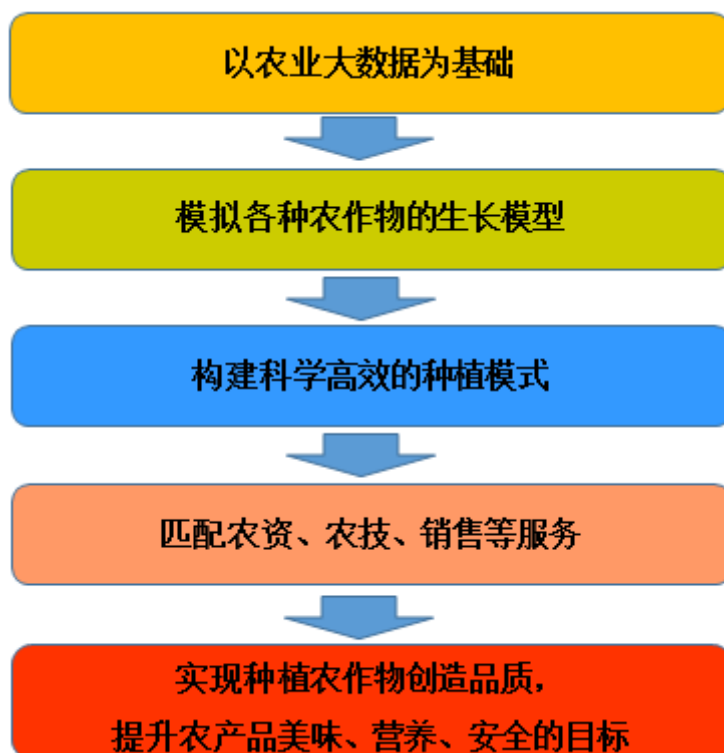 以农业大数据为基础
模拟各种农作物的生长模型
构建科学高效的种植模式
匹配农资、农技、销售等服务
实现种植农作物创造品质，
提升农产品美味、营养、安全的目标